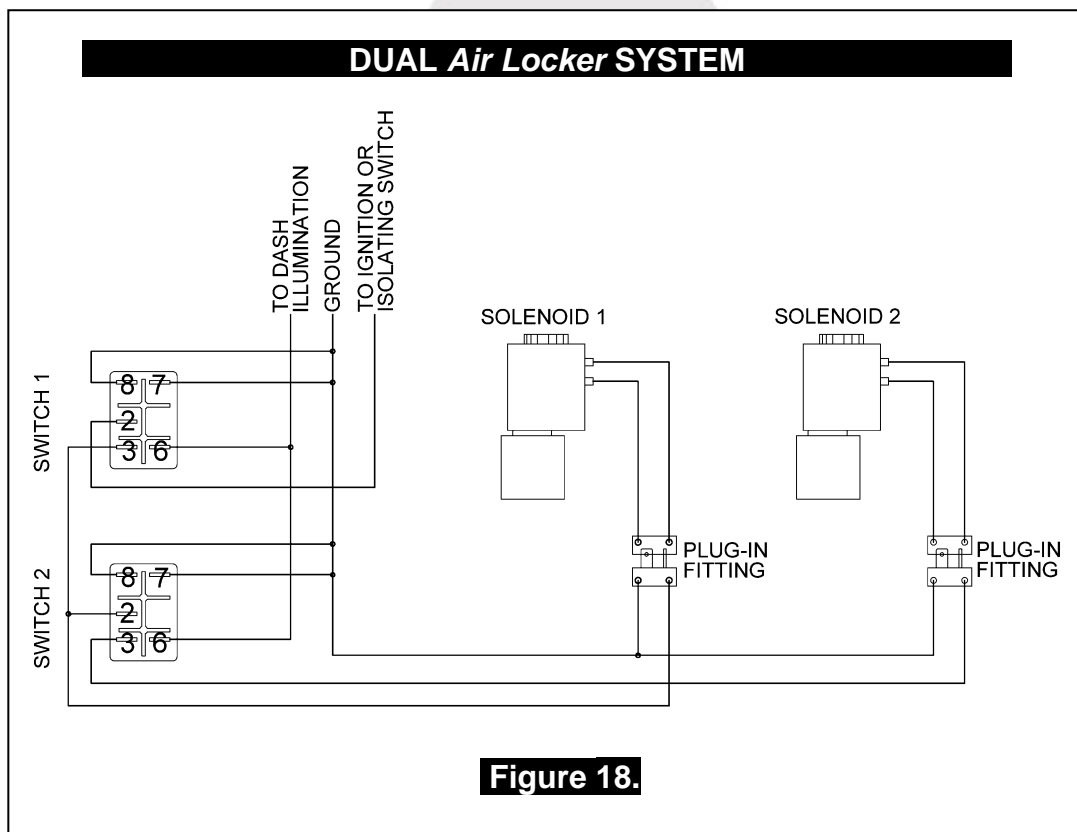 DUAL Air Locker SYSTEM
TO DASH
ILLUMINATION
GROUND
TO IGNITION OR
ISOLATING SWITCH
SOLENOID 1
SOLENOID 2
SWITCH 1
8 7
2
3 6
SWITCH 2
8 7
2
3 6
PLUG-IN
FITTING
PLUG-IN
FITTING
Figure 18.